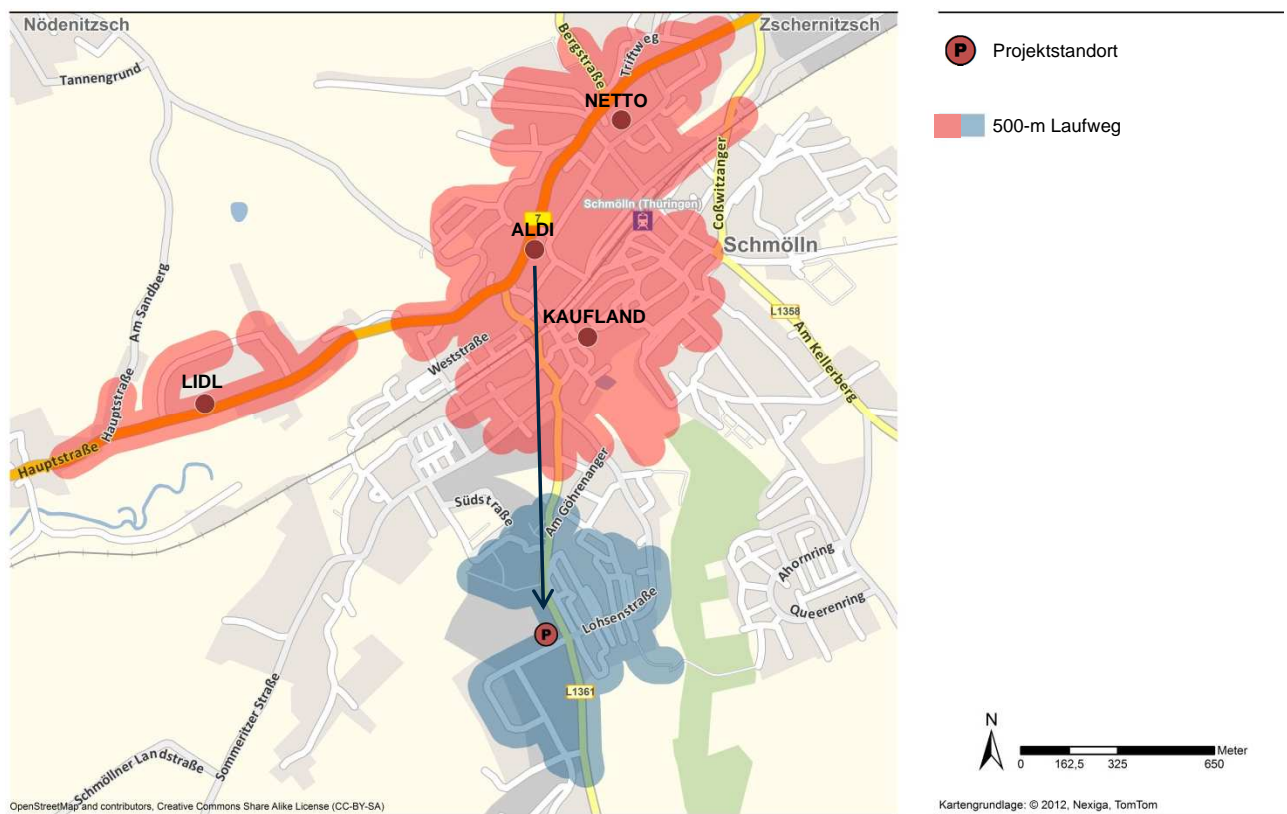 Nödenitzsch
Zschernitzsch
Bergstraße
Triftweg
Tannengrund
NETTO
Coßwitzanger
Schmölln (Thüringen)
7
ALDI
Schmölln
Am Sandberg
L1358
KAUFLAND
Weststraße
Am Kellerberg
LIDL
Hauptstraße
Hauptstraße
Am Göhrenanger
Südstraße
Ahornring
Queerenring
Lohsenstraße
P
L1361
Sommeritzer Straße
Schmöllner Landstraße
OpenStreetMap and contributors, Creative Commons Share Alike License (CC-BY-SA)
P Projektstandort
500-m Laufweg
N
Meter
0 162,5 325 650
Kartengrundlage: © 2012, Nexiga, TomTom